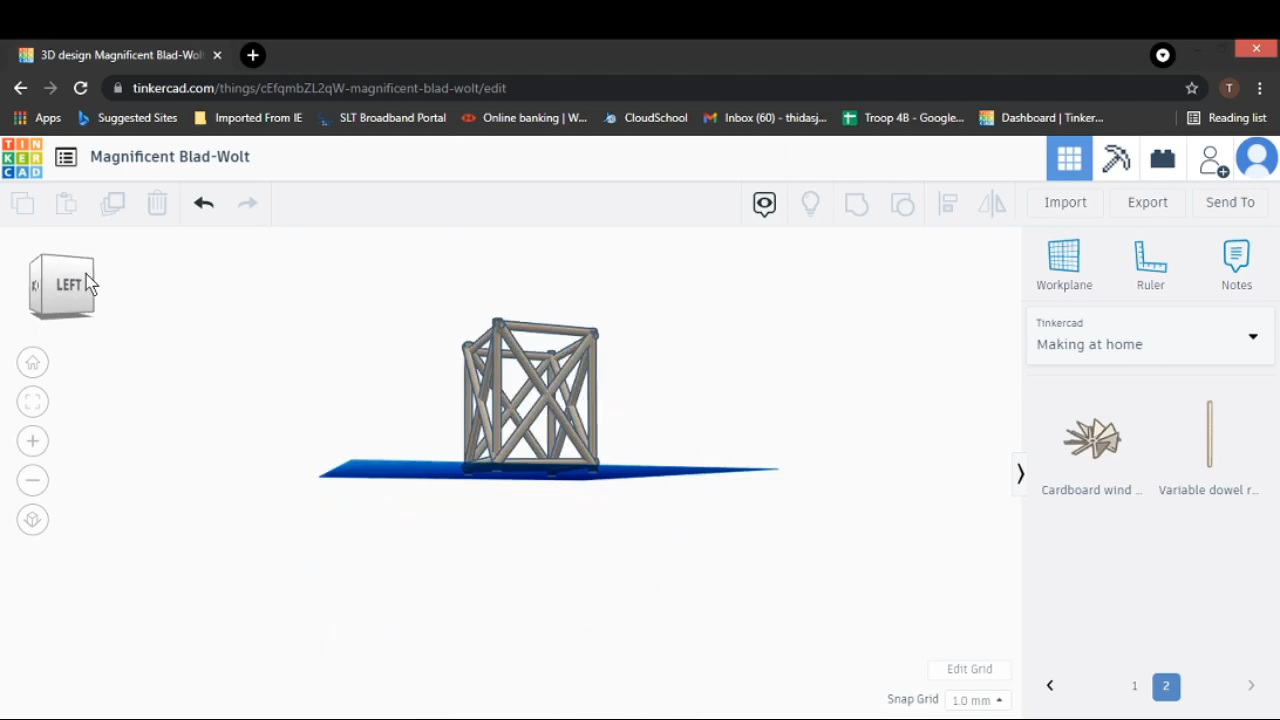 3D design Magnificent Blad-Wolt
tinkercad.com/things/cEfqmbZL2qW-magnificent-blad-wolt/edit
T
Apps Suggested Sites Imported From IE SLT Broadband Portal Online banking | W... CloudSchool Inbox (60) - thidasj... Troop 4B - Google... Dashboard | Tinker... Reading list
TIN
KER
CAD
Magnificent Blad-Wolt
Import Export Send To
LEFT
Workplane Ruler Notes
Tinkercad
Making at home
Cardboard wind ... Variable dowel r...
Edit Grid
Snap Grid 1.0 mm
1 2